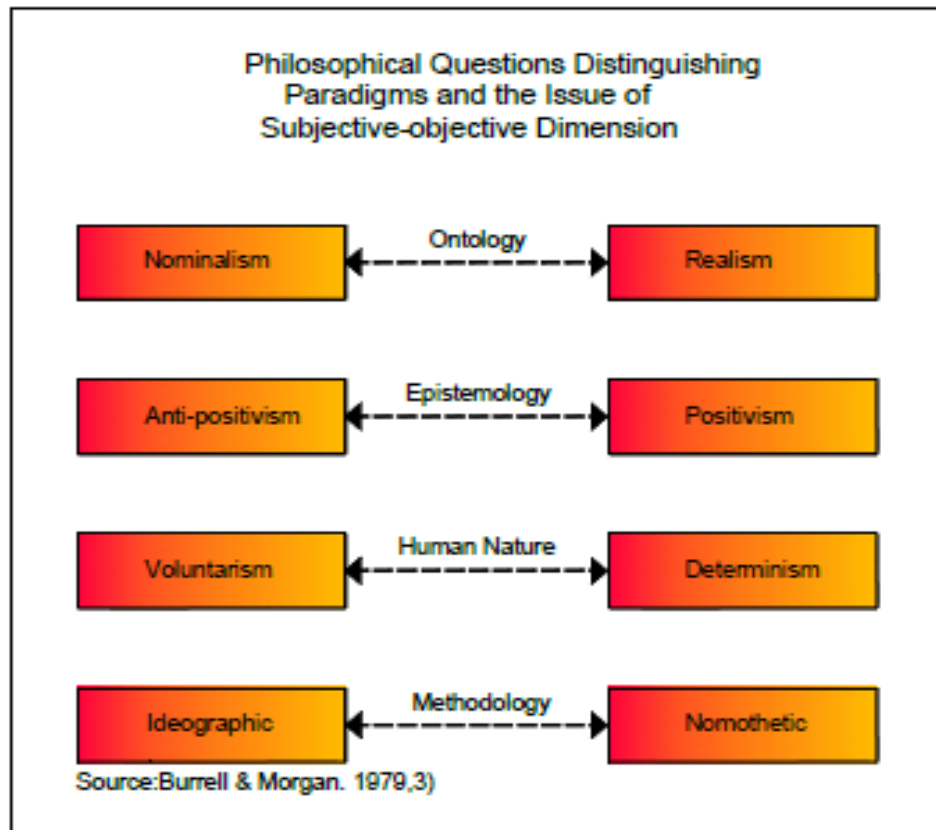 Philosophical Questions Distinguishing
Paradigms and the Issue of
Subjective-objective Dimension
Nominalism
Ontology
Realism
Anti-positivism
Epistemology
Positivism
Voluntarism
Human Nature
Determinism
Ideographic
Methodology
Nomothetic
Source:Burrell & Morgan. 1979,3)